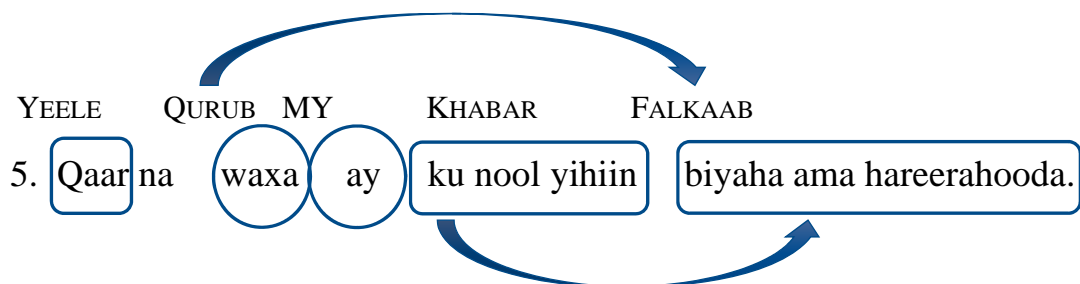 YEELE QURUB MY KHABAR FALKAAB
5. Qaar na waxa ay ku nool yihiin biyaha ama hareerahooda.